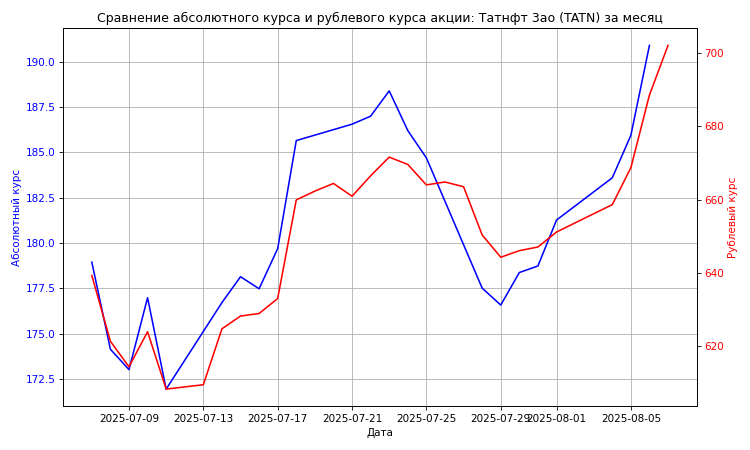 Сравнение абсолютного курса и рублевого курса акции: Татнфт 3ао (TATN) за месяц
190.0
187.5
185.0
182.5
180.0
177.5
175.0
172.5
Абсолютный курс
700
680
660
640
620
Рублевый курс
2025-07-09 2025-07-13 2025-07-17 2025-07-21 2025-07-25 2025-07-29 2025-08-01 2025-08-05
Дата